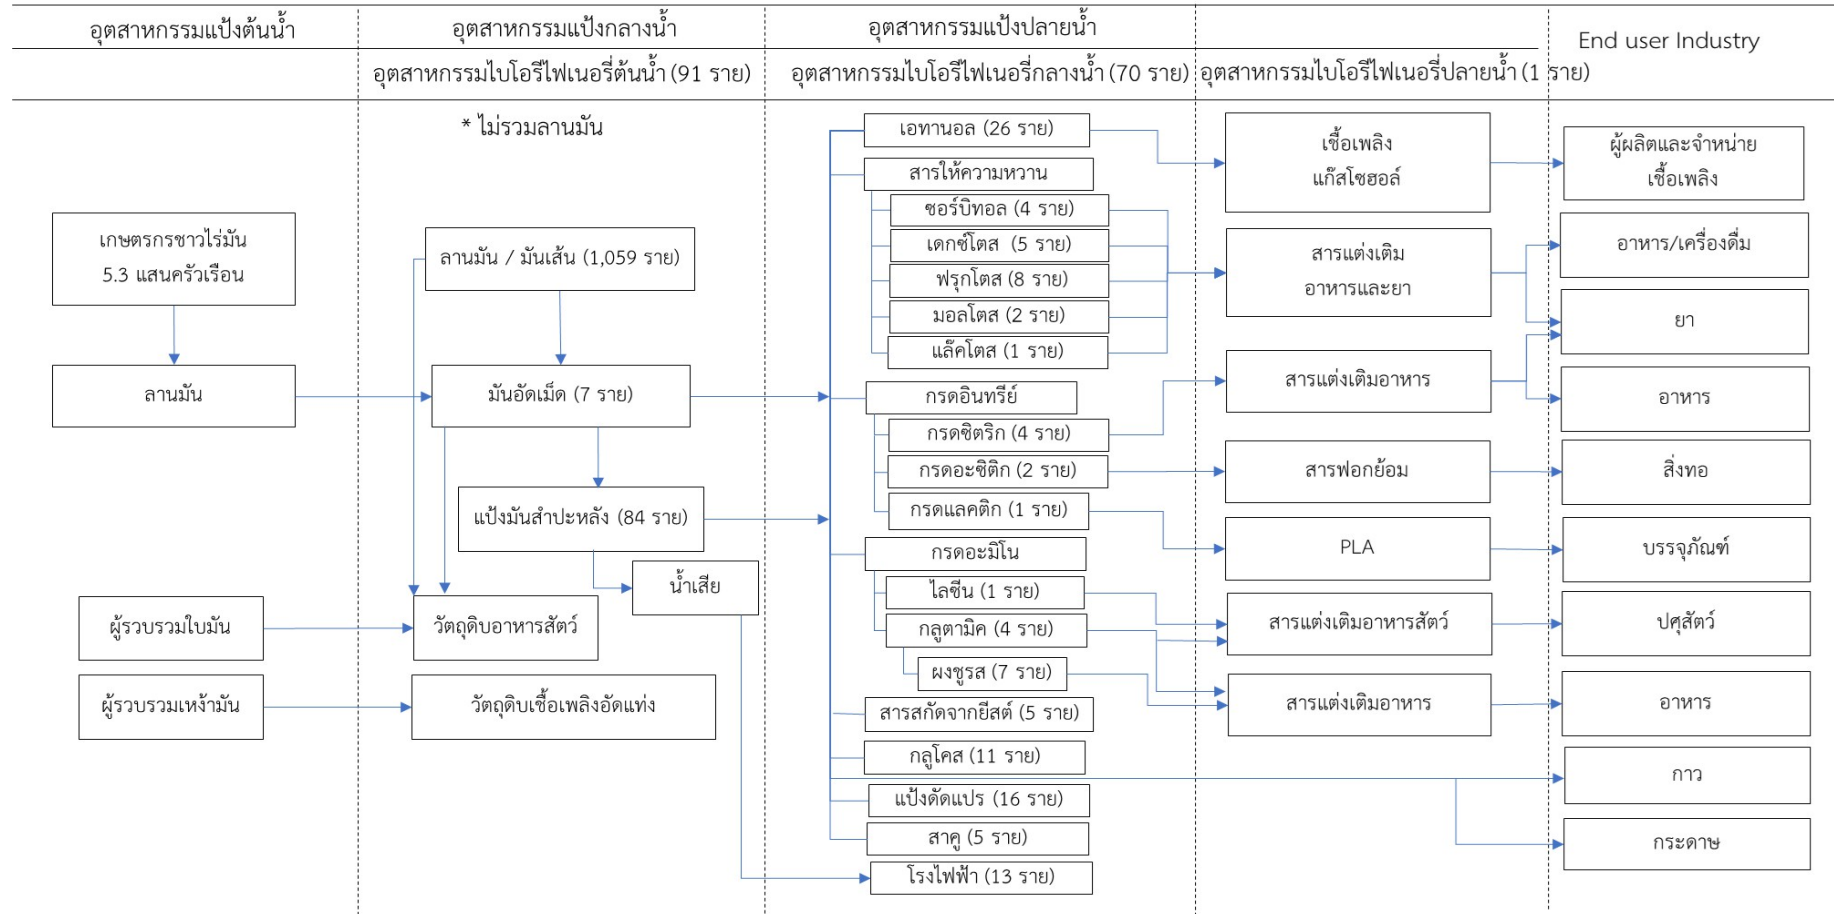 อุตสาหกรรมแป้งต้นน้ำ
อุตสาหกรรมแป้งกลางน้ำ
อุตสาหกรรมแป้งปลายน้ำ
End user Industry
อุตสาหกรรมไบโอรีไฟเนอรี่ต้นน้ำ (91 ราย)
อุตสาหกรรมไบโอรีไฟเนอรี่กลางน้ำ (70 ราย)
อุตสาหกรรมไบโอรีไฟเนอรี่ปลายน้ำ (1 ราย)
* ไม่รวมลานมัน
เกษตรกรชาวไร่มัน
5.3 แสนครัวเรือน
ลานมัน
ผู้รวบรวมใบมัน
ผู้รวบรวมเหง้ามัน
ลานมัน / มันเส้น (1,059 ราย)
มันอัดเม็ด (7 ราย)
แป้งมันสำปะหลัง (84 ราย)
น้ำเสีย
วัตถุดิบอาหารสัตว์
วัตถุดิบเชื้อเพลิงอัดแท่ง
เอทานอล (26 ราย)
สารให้ความหวาน
ซอร์บิทอล (4 ราย)
เดกซ์โตส (5 ราย)
ฟรุกโตส (8 ราย)
มอลโตส (2 ราย)
แล๊คโตส (1 ราย)
กรดอินทรีย์
กรดซิตริก (4 ราย)
กรดอะซิติก (2 ราย)
กรดแลคติก (1 ราย)
กรดอะมิโน
ไลซีน (1 ราย)
กลูตามิค (4 ราย)
ผงชูรส (7 ราย)
สารสกัดจากยีสต์ (5 ราย)
กลูโคส (11 ราย)
แป้งดัดแปร (16 ราย)
สาคู (5 ราย)
โรงไฟฟ้า (13 ราย)
เชื้อเพลิง
แก๊สโซฮอล์
สารแต่งเติม
อาหารและยา
สารแต่งเติมอาหาร
สารฟอกย้อม
PLA
สารแต่งเติมอาหารสัตว์
สารแต่งเติมอาหาร
ผู้ผลิตและจำหน่าย
เชื้อเพลิง
อาหาร/เครื่องดื่ม
ยา
อาหาร
สิ่งทอ
บรรจุภัณฑ์
ปศุสัตว์
อาหาร
กาว
กระดาษ